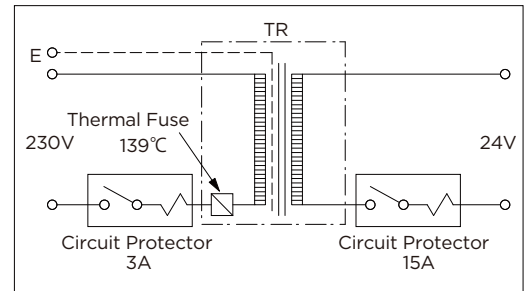 TR
E
Thermal Fuse
139℃
230V
24V
Circuit Protector
3A
Circuit Protector
15A